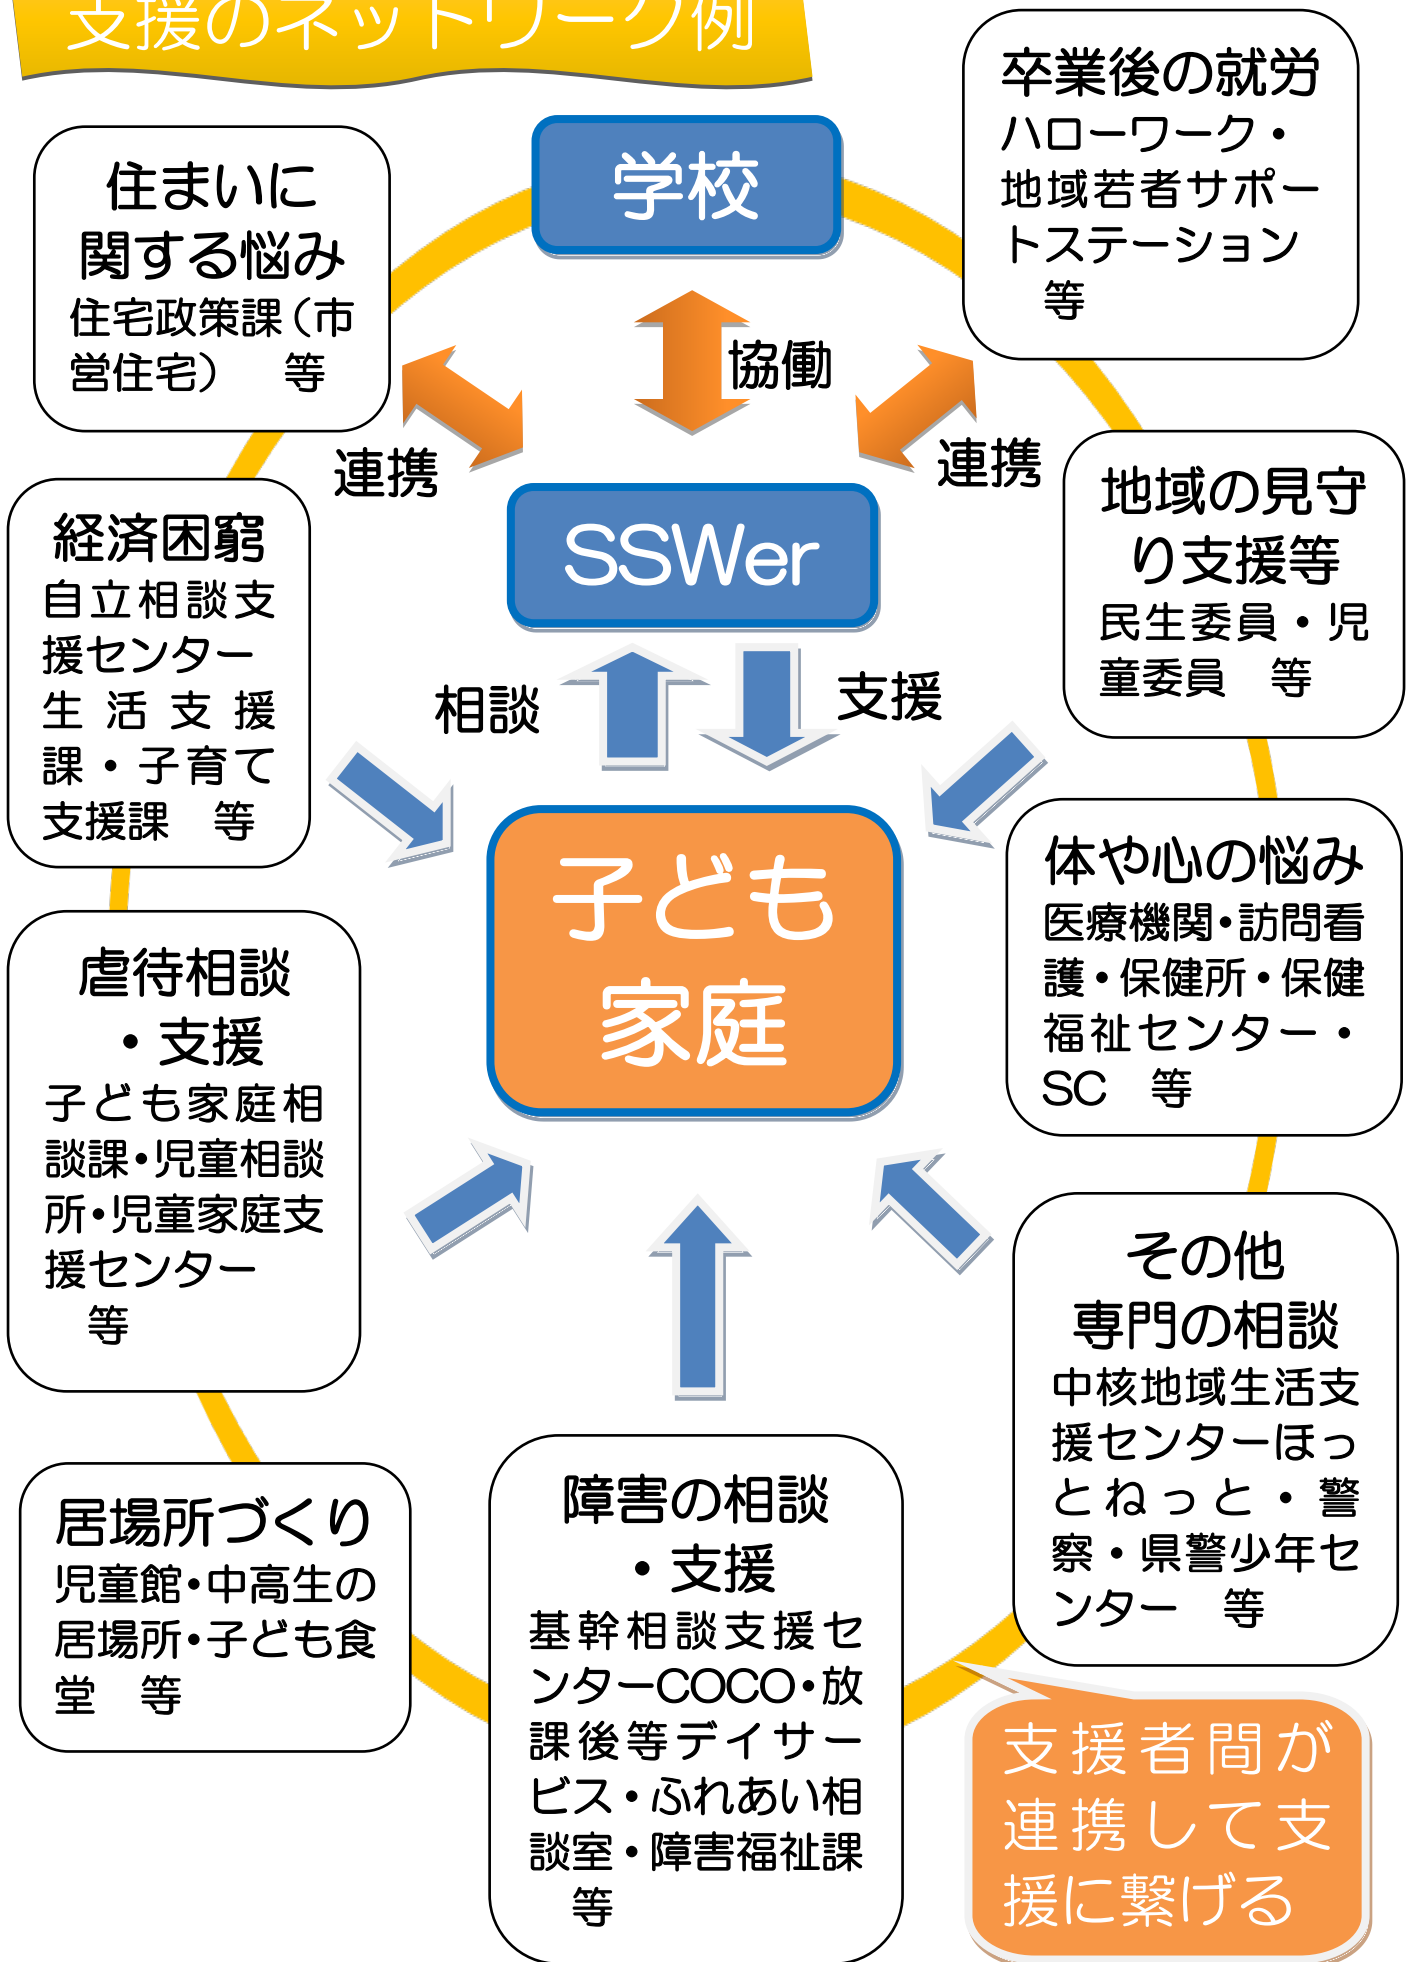 支援のネットワーク例
学校
卒業後の就労
ハローワーク・
地域若者サポー
トステーション
等
住まいに
関する悩み
住宅政策課（市
営住宅）　等
協働
連携
連携
SSWer
地域の見守
り支援等
民生委員・児
童委員　等
経済困窮
自立相談支
援センター
生活支援
課・子育て
支援課　等
相談
支援
子ども
家庭
体や心の悩み
医療機関・訪問看
護・保健所・保健
福祉センター・
SC　等
虐待相談
・支援
子ども家庭相
談課・児童相談
所・児童家庭支
援センター
等
その他
専門の相談
中核地域生活支
援センターほっ
とねっと・警
察・県警少年セ
ンター　等
居場所づくり
児童館・中高生の
居場所・子ども食
堂　等
障害の相談
・支援
基幹相談支援セ
ンターCOCO・放
課後等デイサー
ビス・ふれあい相
談室・障害福祉課
等
支援者間が
連携して支
援に繋げる